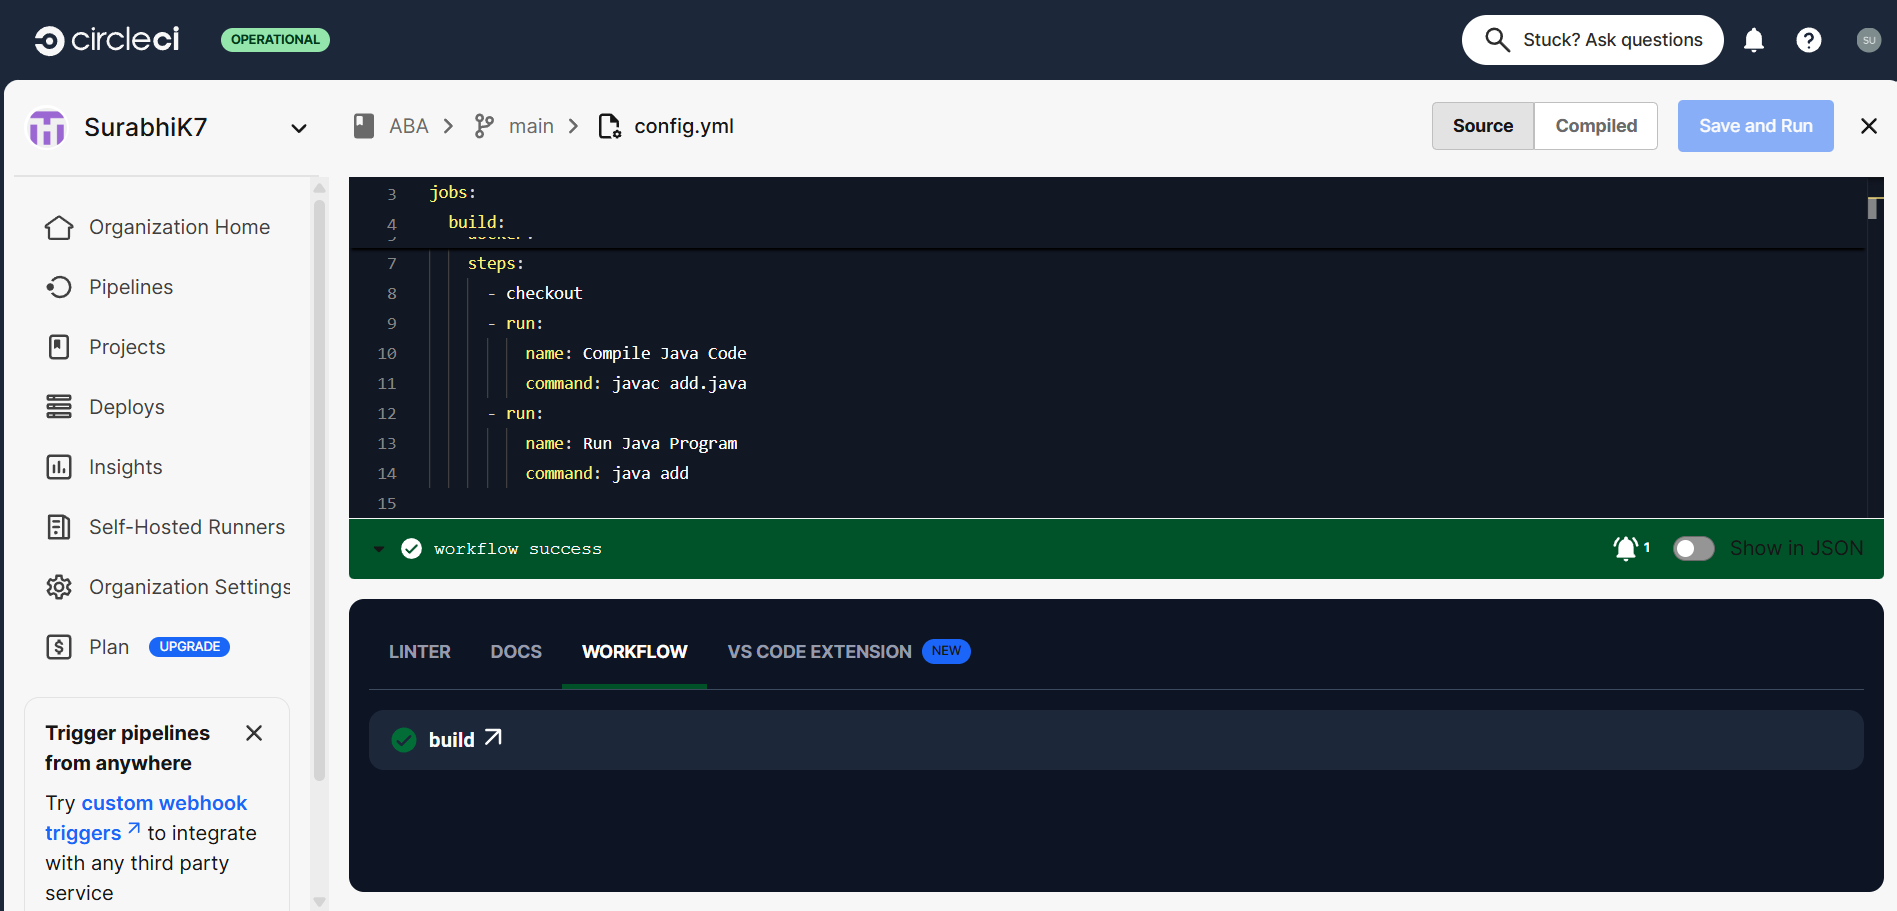 circleci
OPERATIONAL
Stuck? Ask questions
SU
SurabhiK7
ABA
main
config.yml
Source
Compiled
Save and Run
Organization Home
Pipelines
Projects
Deploys
Insights
Self-Hosted Runners
Organization Settings
Plan
UPGRADE
Trigger pipelines
from anywhere
Try custom webhook
triggers to integrate
with any third party
service
3 jobs:
4 build:
7 steps:
8 - checkout
9 - run:
10 name: Compile Java Code
11 command: javac add.java
12 - run:
13 name: Run Java Program
14 command: java add
15
workflow success
1
Show in JSON
LINTER
DOCS
WORKFLOW
VS CODE EXTENSION
NEW
build